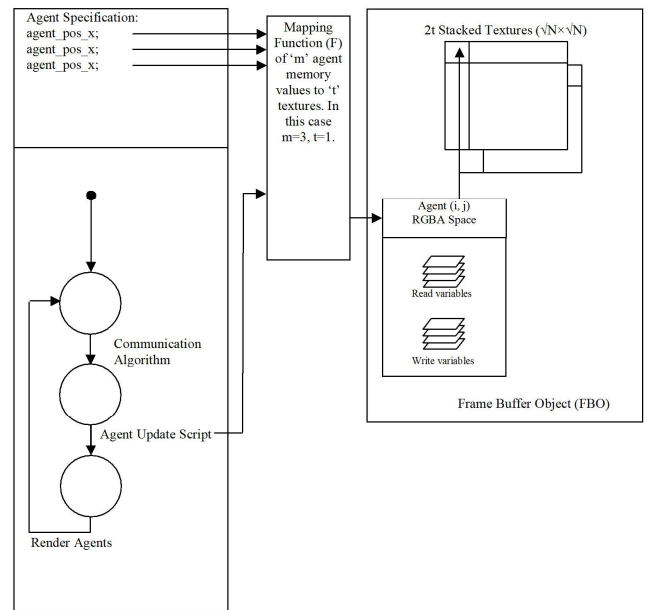 Agent Specification:
agent_pos_x;
agent_pos_x;
agent_pos_x;
Mapping
Function (F)
of ‘m’ agent
memory
values to ‘t’
textures. In
this case
m=3, t=1.
2t Stacked Textures (√N×√N)
Agent (i, j)
RGBA Space
Read variables
Write variables
Frame Buffer Object (FBO)
Communication
Algorithm
Agent Update Script
Render Agents